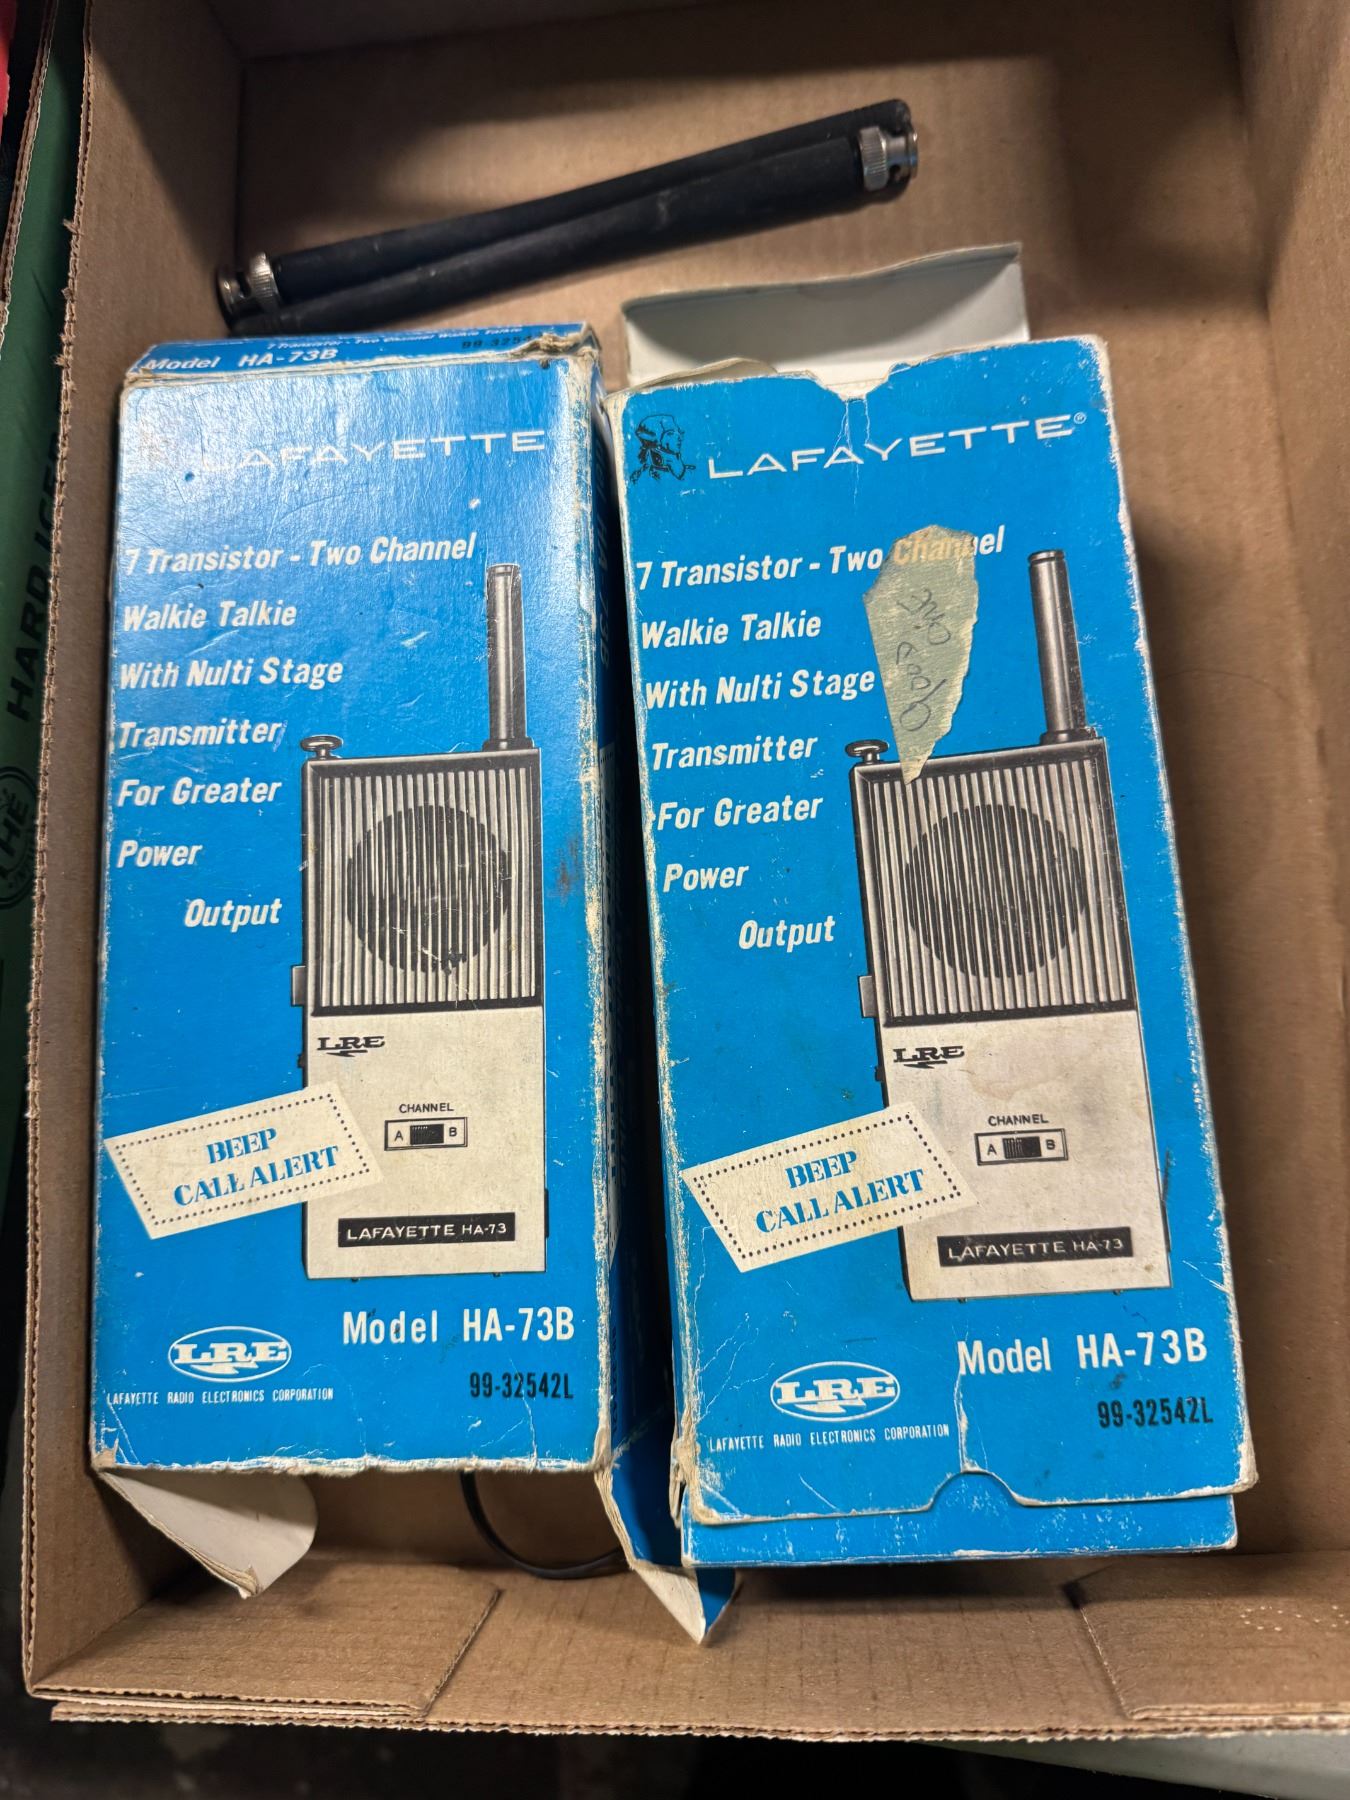 7 Transistor - Two Channel Walkie Talkie
99-3254
Model HA-73B
LAFAYETTE
7 Transistor - Two Channel
Walkie Talkie
With Nulti Stage
Transmitter
For Greater
Power
Output
LRE
CHANNEL
A B
BEEP
CALL ALERT
LAFAYETTE HA-73
Model HA-73B
99-32542L
LRE
LAFAYETTE RADIO ELECTRONICS CORPORATION
LAFAYETTE®
7 Transistor - Two Channel
Walkie Talkie
With Nulti Stage
Transmitter
For Greater
Power
Output
good one
LRE
CHANNEL
A B
BEEP
CALL ALERT
LAFAYETTE HA-73
Model HA-73B
99-32542L
LRE
LAFAYETTE RADIO ELECTRONICS CORPORATION